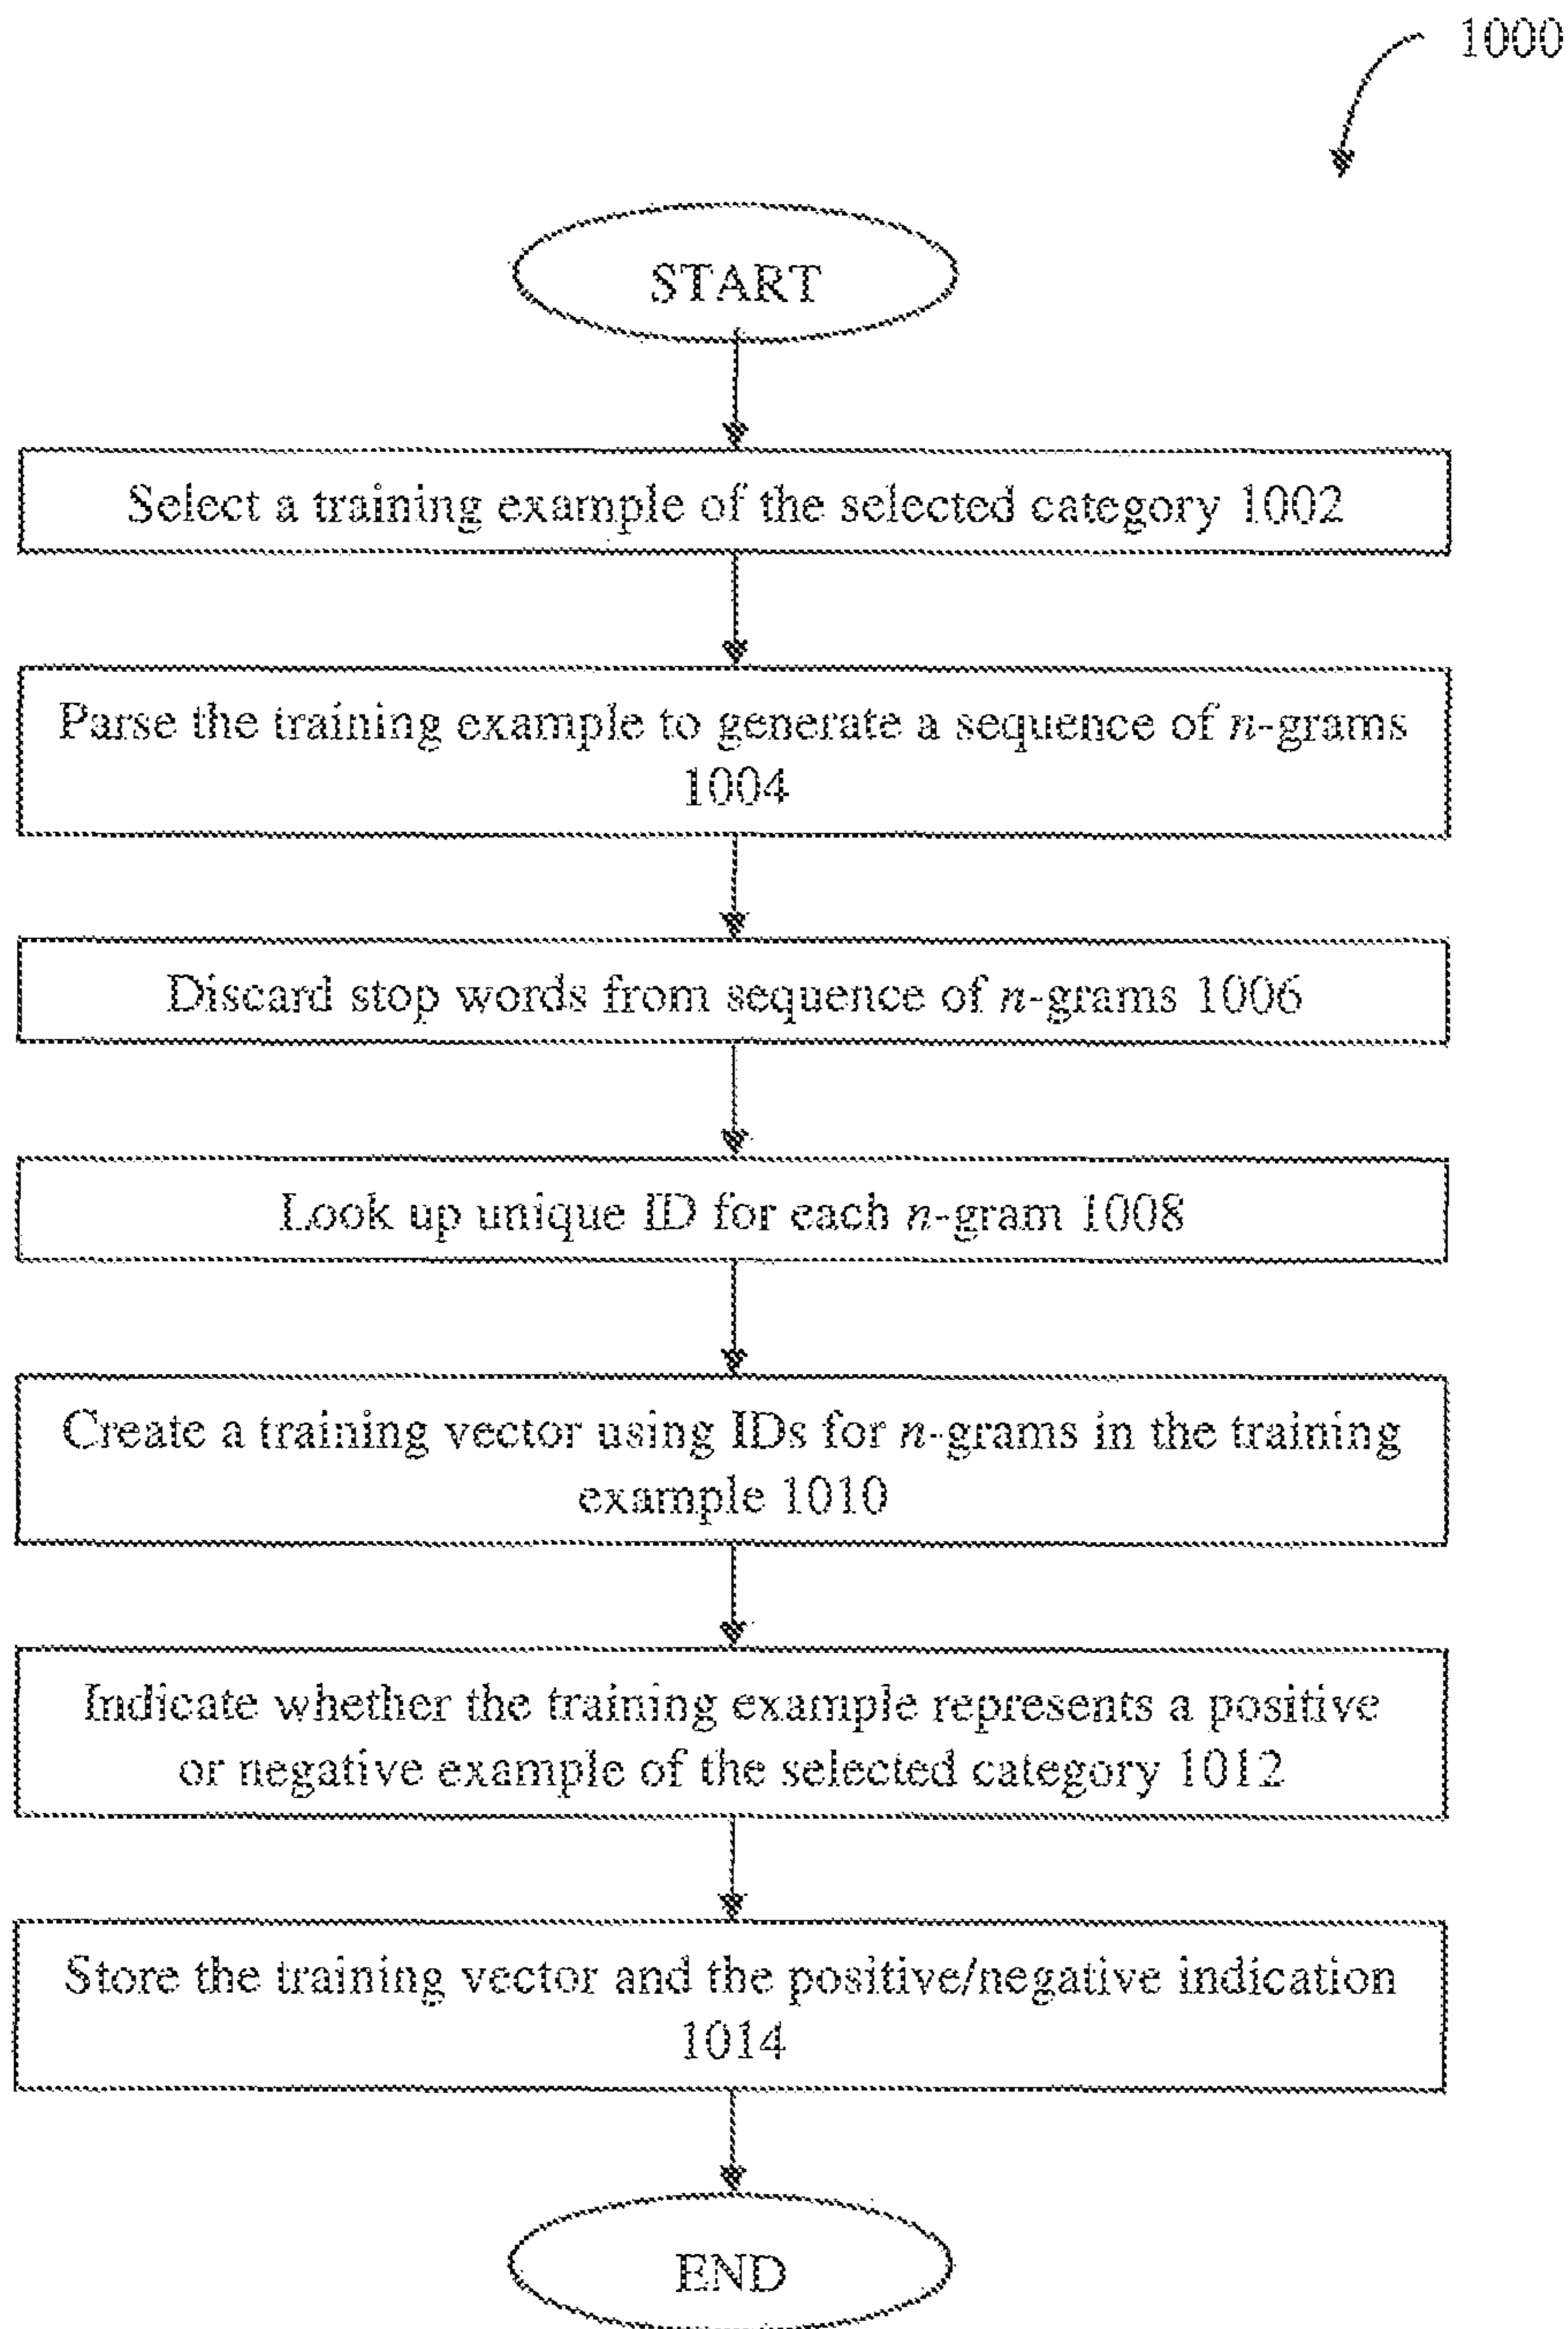 1000
START
Select a training example of the selected category 1002
Parse the training example to generate a sequence of n-grams
1004
Discard stop words from sequence of n-grams 1006
Look up unique ID for each n-gram 1008
Create a training vector using IDs for n-grams in the training
example 1010
Indicate whether the training example represents a positive
or negative example of the selected category 1012
Store the training vector and the positive/negative indication
1014
END